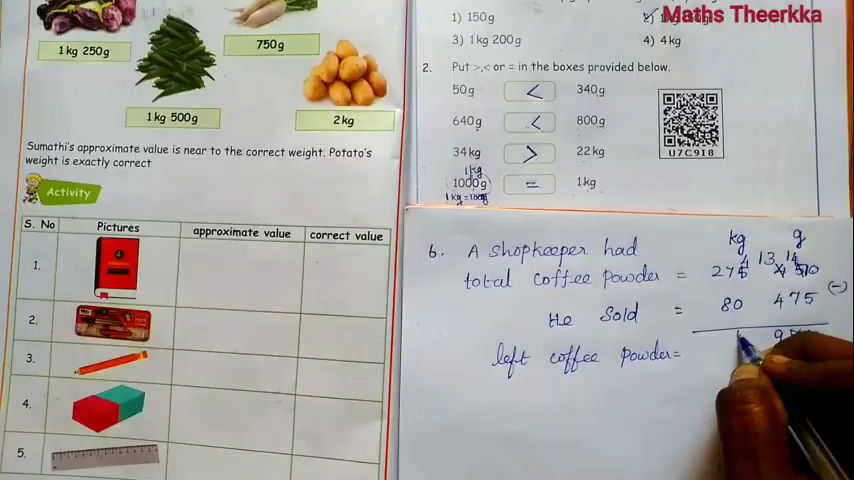 Maths Theerkka
1 kg 250g
750g
1 kg 500g
2 kg
Sumathi's approximate value is near to the correct weight. Potato's
weight is exactly correct
Activity
S. No Pictures approximate value correct value
1.
4
2.
3.
4.
5.
1) 150g
3) 1 kg 200g 4) 4 kg
2. Put >,< or = in the boxes provided below.
50g < 340g
640g < 800g
34 kg > 22 kg
1 kg
1000 g = 1 kg
U7C9I8
kg g
6. A shopkeeper had
total coffee powder =
He sold = 80 475 (-)
left coffee powder=